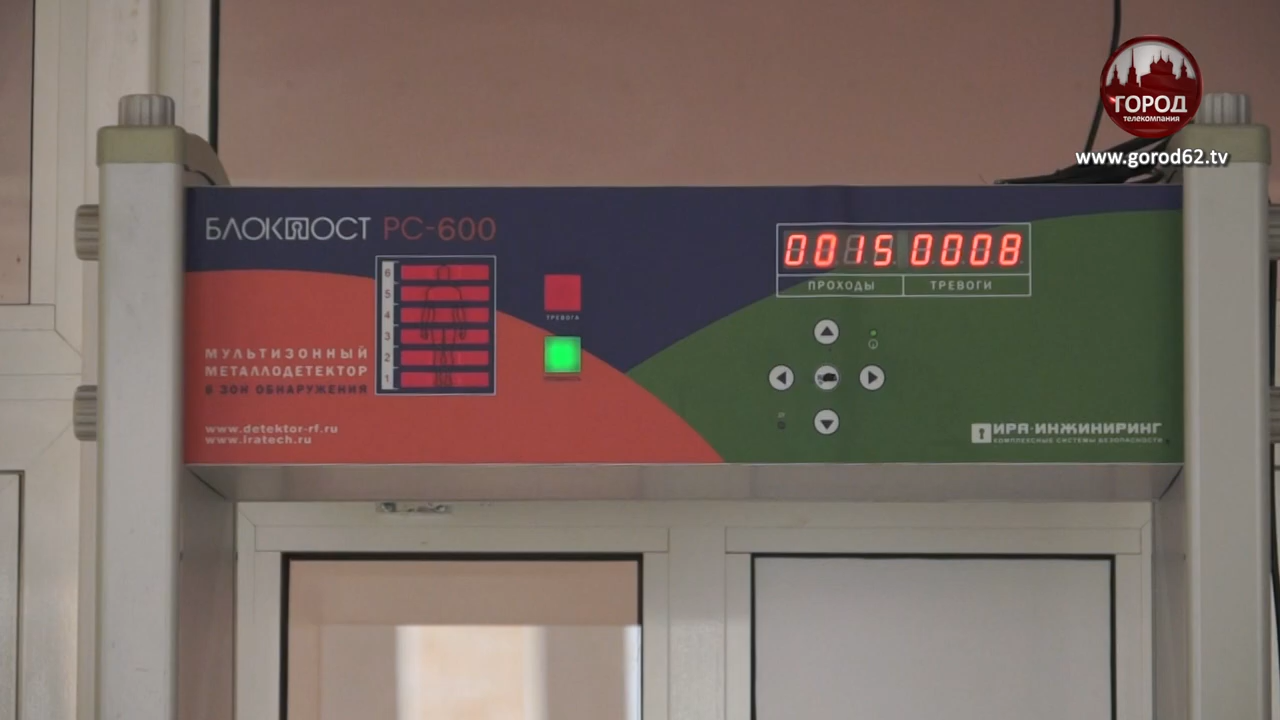 ГОРОД
телекомпания
www.gorod62.tv
БЛОКПОСТ РС-600
0015 0008
ПРОХОДЫ ТРЕВОГИ
6
5
4
3
2
1
ТРЕВОГА
МУЛЬТИЗОННЫЙ
МЕТАЛЛОДЕТЕКТОР
6 ЗОН ОБНАРУЖЕНИЯ
www.detektor-rf.ru
www.iratech.ru
ИРА-ИНЖИНИРИНГ
КОМПЛЕКСНЫЕ СИСТЕМЫ БЕЗОПАСНОСТИ